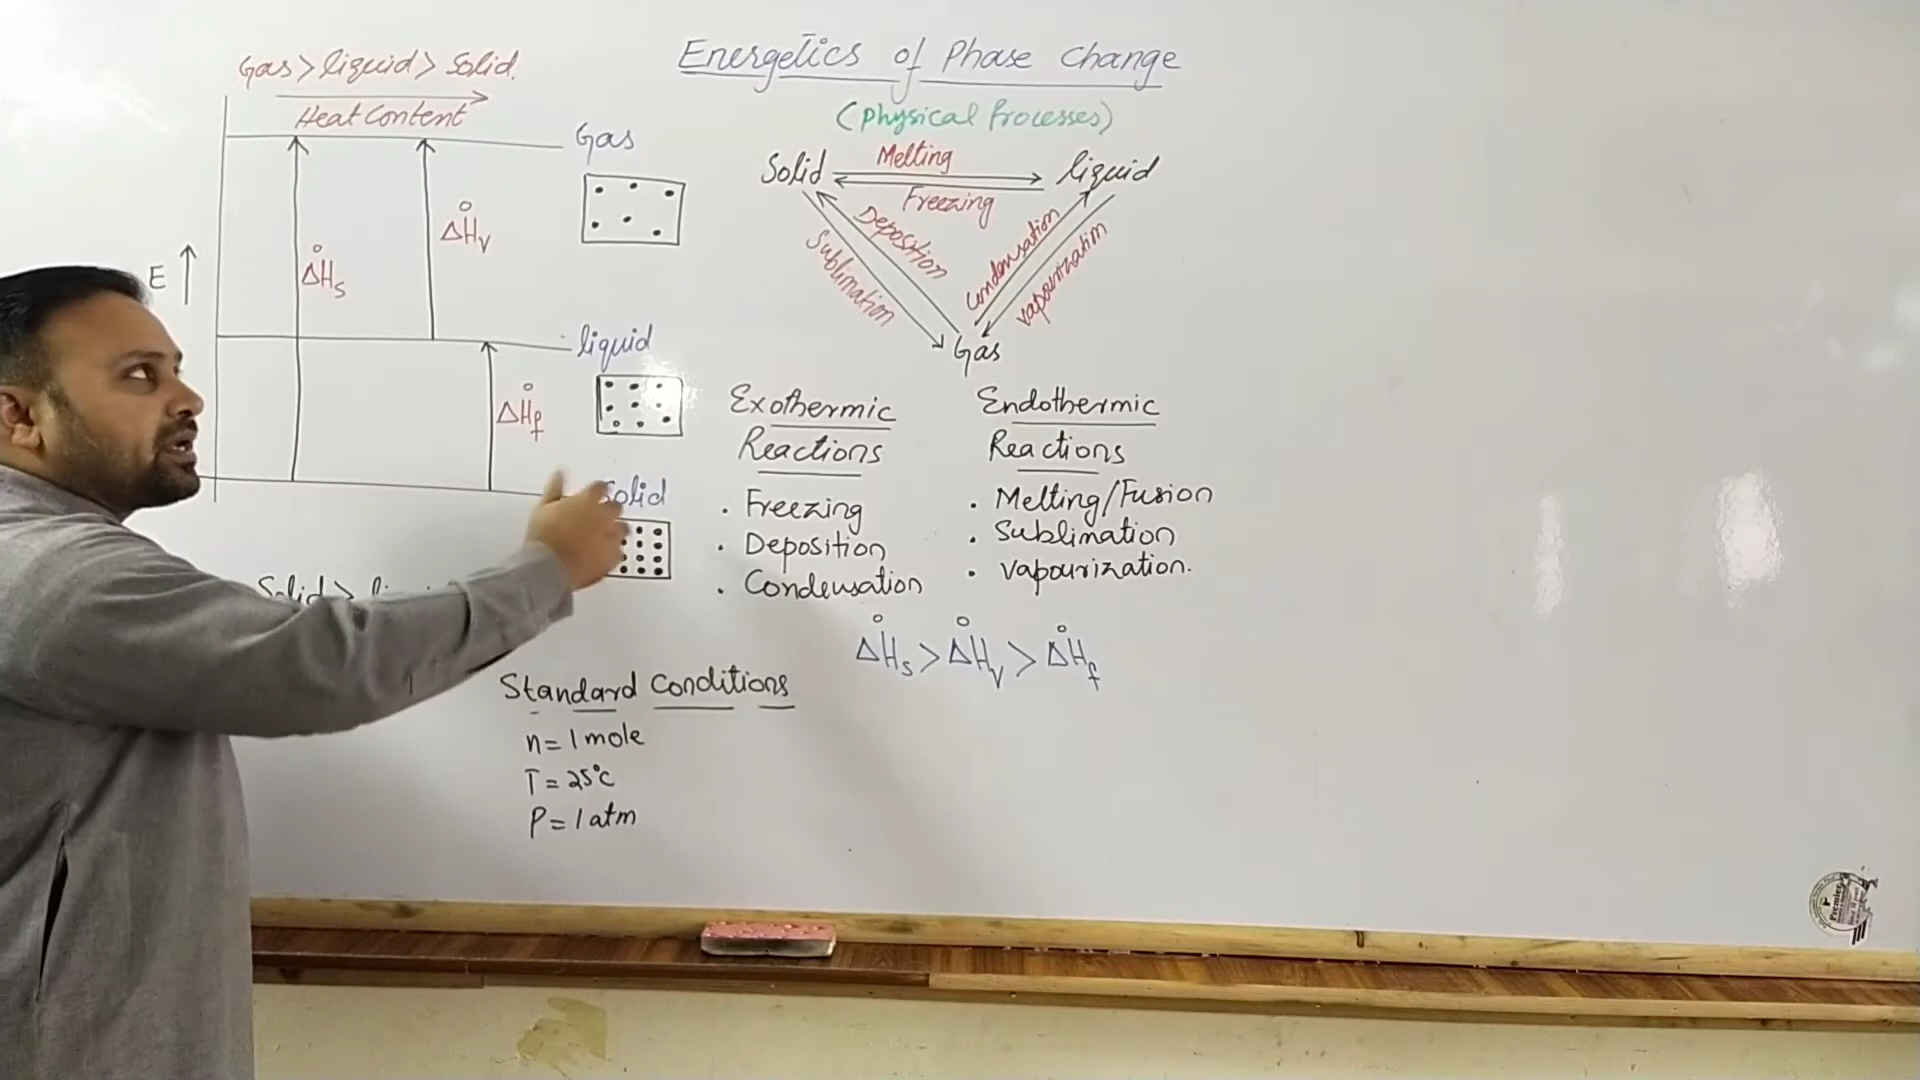 Energetics of Phase Change
(Physical Processes)
Gas > liquid > Solid.
Heat Content
Gas
ΔH°v
ΔH°s
E
liquid
ΔH°f
Solid
Solid >
Solid Melting liquid
Freezing
Deposition
Sublimation
Condensation
Vapourization
Gas
Exothermic
Reactions
. Freezing
. Deposition
. Condensation
Endothermic
Reactions
. Melting/Fusion
. Sublimation
. Vapourization.
ΔH°s > ΔH°v > ΔH°f
Standard Conditions
n = 1 mole
T = 25°C
P = 1 atm
Premier